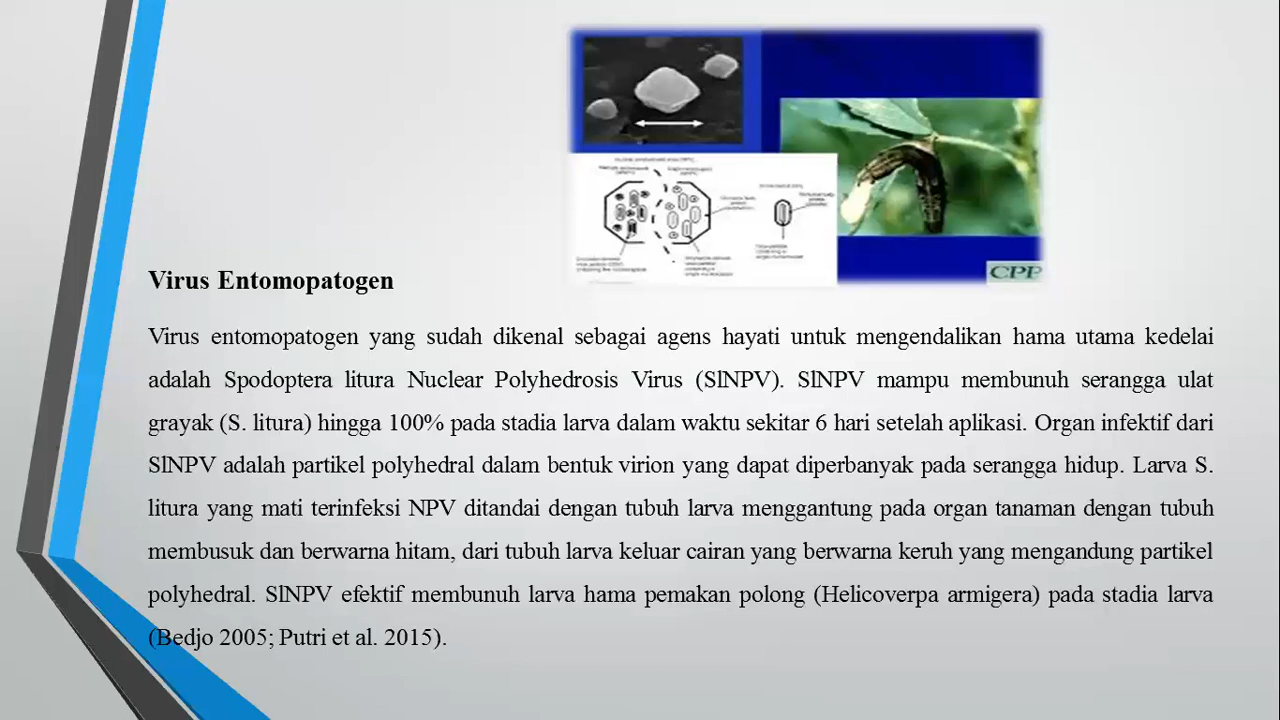 CPP
Virus Entomopatogen
Virus entomopatogen yang sudah dikenal sebagai agens hayati untuk mengendalikan hama utama kedelai
adalah Spodoptera litura Nuclear Polyhedrosis Virus (SlNPV). SlNPV mampu membunuh serangga ulat
grayak (S. litura) hingga 100% pada stadia larva dalam waktu sekitar 6 hari setelah aplikasi. Organ infektif dari
SlNPV adalah partikel polyhedral dalam bentuk virion yang dapat diperbanyak pada serangga hidup. Larva S.
litura yang mati terinfeksi NPV ditandai dengan tubuh larva menggantung pada organ tanaman dengan tubuh
membusuk dan berwarna hitam, dari tubuh larva keluar cairan yang berwarna keruh yang mengandung partikel
polyhedral. SlNPV efektif membunuh larva hama pemakan polong (Helicoverpa armigera) pada stadia larva
(Bedjo 2005; Putri et al. 2015).